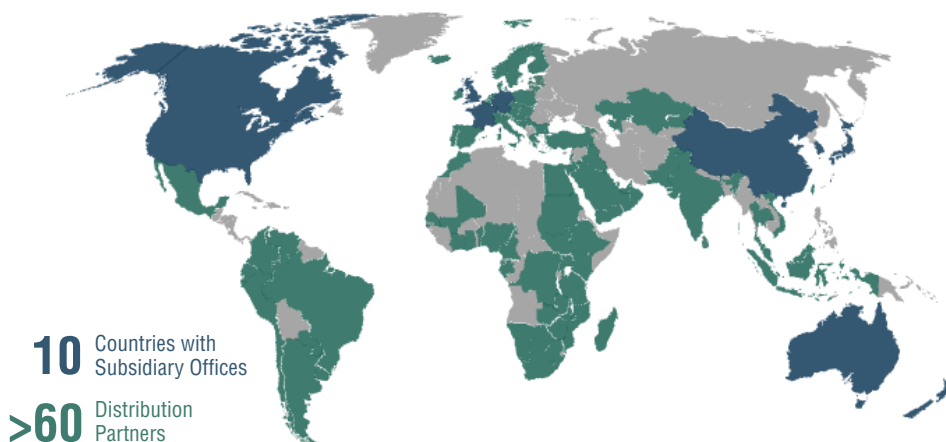 10
Countries with
Subsidiary Offices
>60
Distribution
Partners